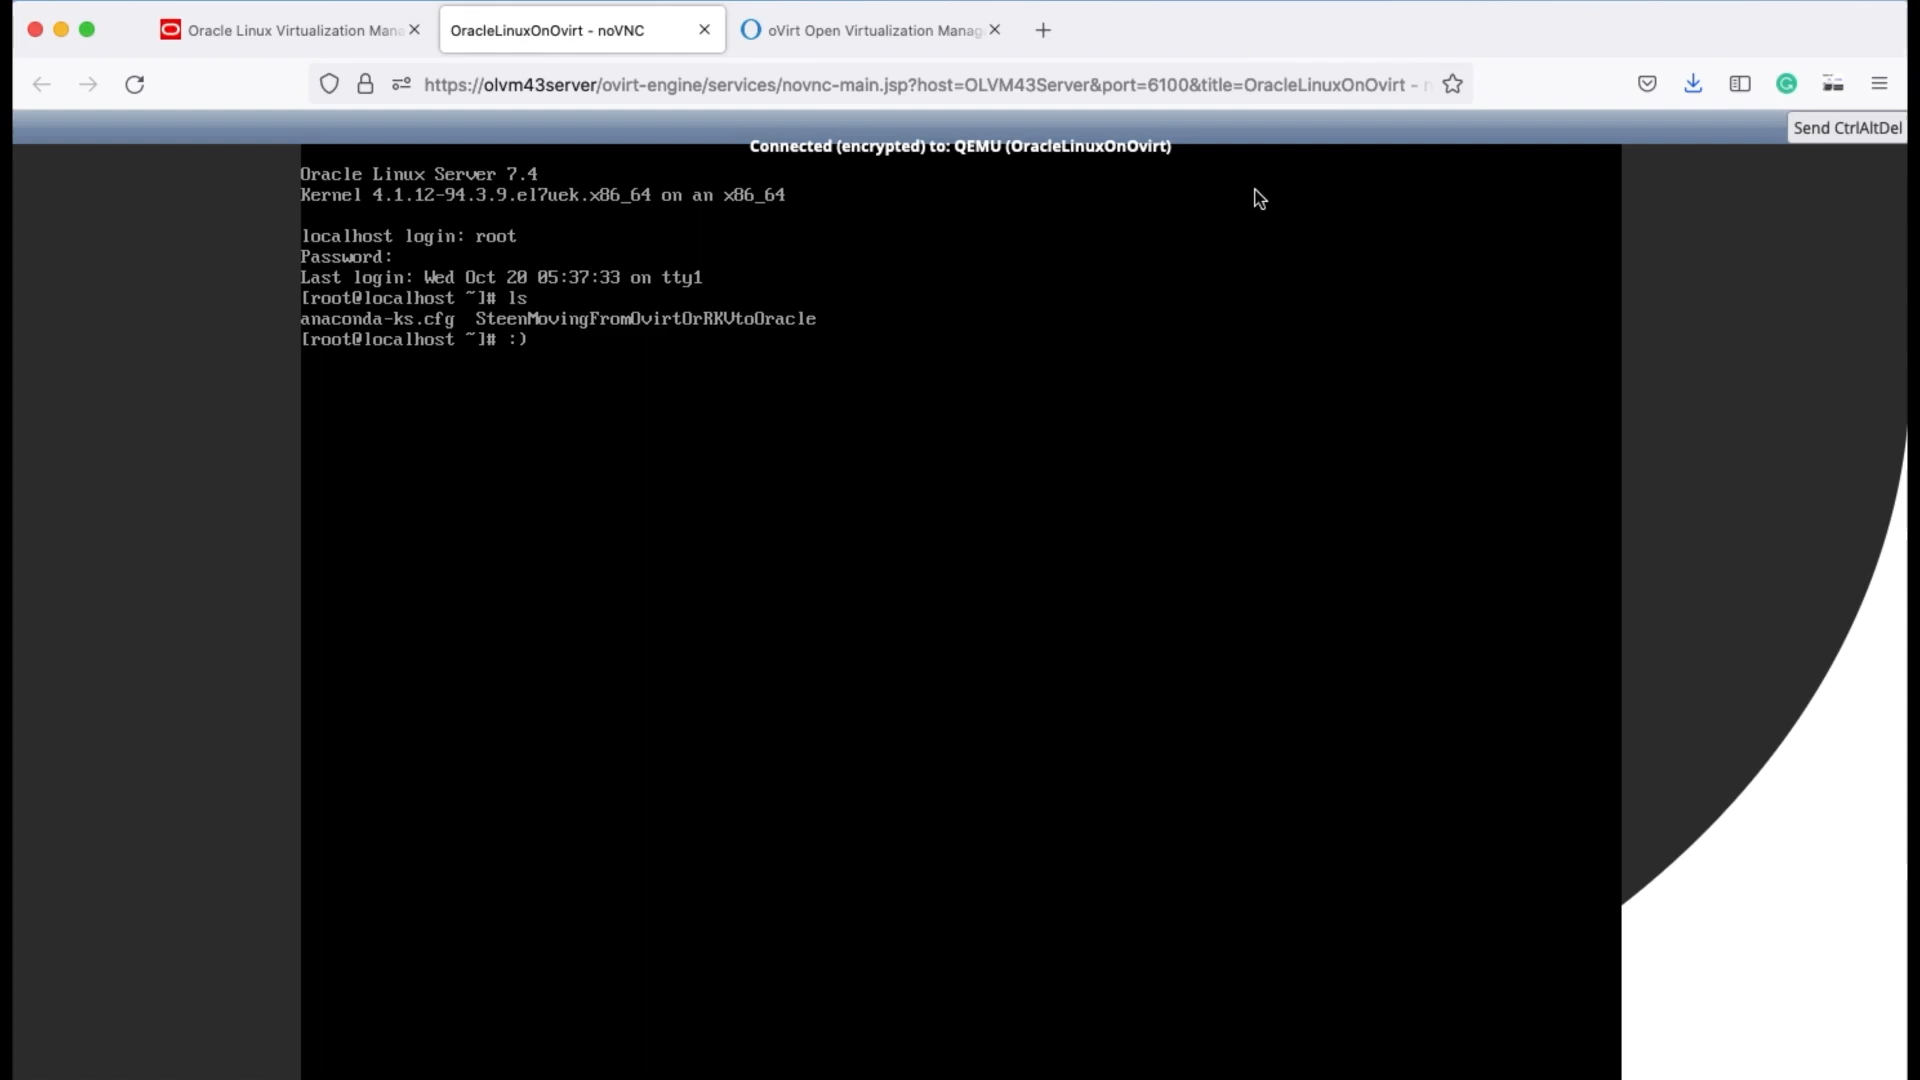 Oracle Linux Virtualization Mana
OracleLinuxOnOvirt - noVNC
oVirt Open Virtualization Manag
https://olvm43server/ovirt-engine/services/novnc-main.jsp?host=OLVM43Server&port=6100&title=OracleLinuxOnOvirt - n
Send CtrlAltDel
Connected (encrypted) to: QEMU (OracleLinuxOnOvirt)
Oracle Linux Server 7.4
Kernel 4.1.12-94.3.9.el7uek.x86_64 on an x86_64
localhost login: root
Password:
Last login: Wed Oct 20 05:37:33 on tty1
[root@localhost ~]# ls
anaconda-ks.cfg  SteenMovingFromOvirtOrRKVtoOracle
[root@localhost ~]# :)